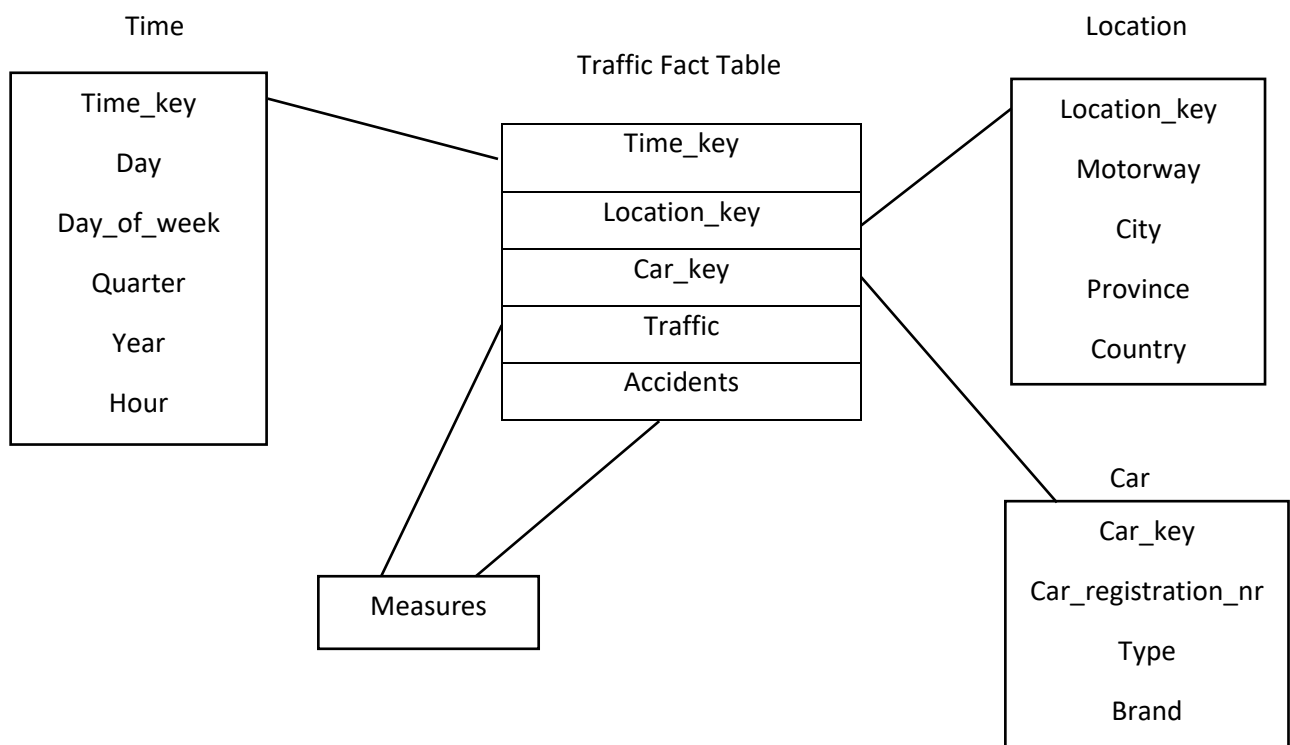 Time
Time_key
Day
Day_of_week
Quarter
Year
Hour
Traffic Fact Table
Time_key
Location_key
Car_key
Traffic
Accidents
Measures
Location
Location_key
Motorway
City
Province
Country
Car
Car_key
Car_registration_nr
Type
Brand